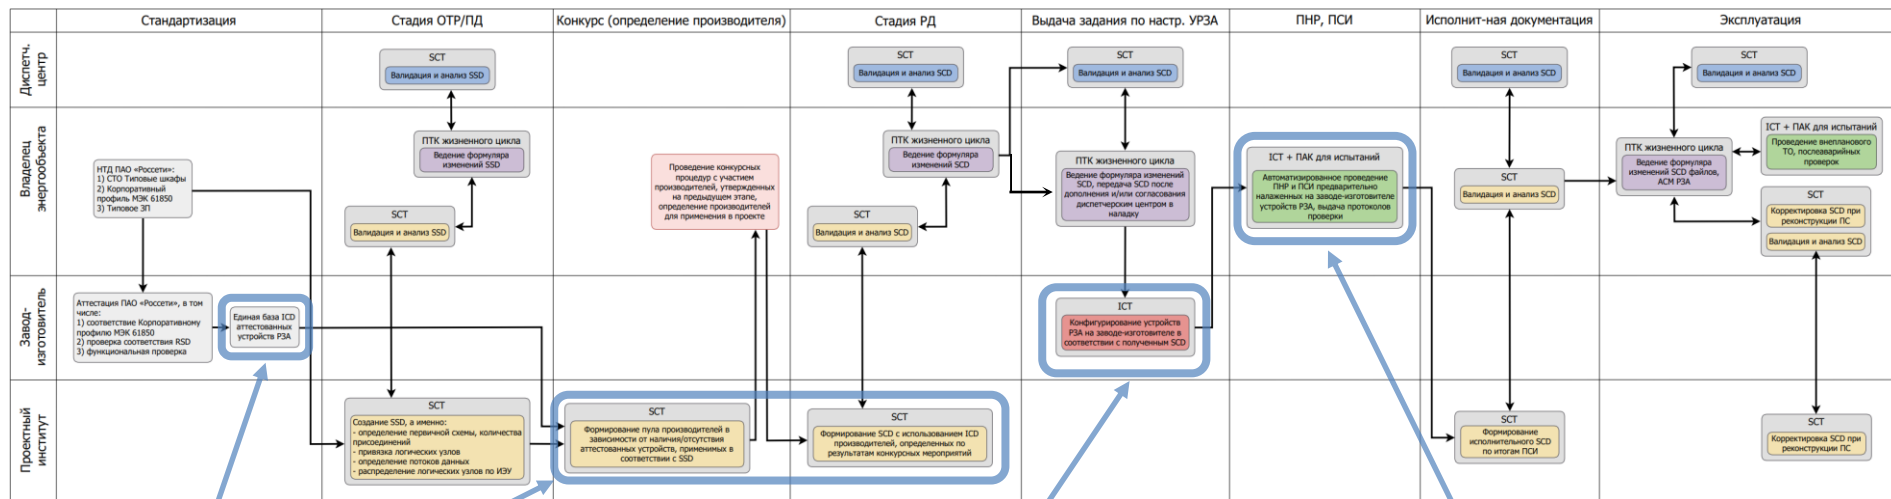 Стандартизация
Стадия ОТР/ПД
Конкурс (определение производителя)
Стадия РД
Выдача задания по настр. УРЗА
ПНР, ПСИ
Исполнит-ная документация
Эксплуатация
Диспетч.
центр
SCT
Валидация и анализ SSD
SCT
Валидация и анализ SCD
SCT
Валидация и анализ SCD
SCT
Валидация и анализ SCD
SCT
Валидация и анализ SCD
Владелец
энергообъекта
НТД ПАО «Россети»:
1) СТО Типовые шкафы
2) Корпоративный
профиль МЭК 61850
3) Типовое ЗП
ПТК жизненного цикла
Ведение формуляра
изменений SSD
SCT
Валидация и анализ SSD
Проведение конкурсных
процедур с участием
производителей, утвержденных
на предыдущем этапе,
определение производителей
для применения в проекте
ПТК жизненного цикла
Ведение формуляра
изменений SCD
SCT
Валидация и анализ SCD
ПТК жизненного цикла
Ведение формуляра изменений
SCD, передача SCD после
дополнения и/или согласования
диспетчерским центром в
наладку
ICT + ПАК для испытаний
Автоматизированное проведение
ПНР и ПСИ предварительно
налаженных на заводе-изготовителе
устройств РЗА, выдача протоколов
проверки
SCT
Валидация и анализ SCD
ПТК жизненного цикла
Ведение формуляра
изменений SCD файлов,
АСМ РЗА
ICT + ПАК для испытаний
Проведение внепланового
ТО, послеаварийных
проверок
SCT
Корректировка SCD при
реконструкции ПС
Валидация и анализ SCD
Завод-
изготовитель
Аттестация ПАО «Россети», в том
числе:
1) соответствие Корпоративному
профилю МЭК 61850
2) проверка соответствия RSD
3) функциональная проверка
Единая база ICD
аттестованных
устройств РЗА
ICT
Конфигурирование устройств
РЗА на заводе-изготовителе в
соответствии с полученным SCD
Проектный
институт
SCT
Создание SSD, а именно:
- определение первичной схемы, количества
присоединений
- привязка логических узлов
- определение потоков данных
- распределение логических узлов по ИЭУ
SCT
Формирование пула производителей в
зависимости от наличия/отсутствия
аттестованных устройств, применимых в
соответствии с SSD
SCT
Формирование SCD с использованием ICD
производителей, определенных по
результатам конкурсных мероприятий
SCT
Формирование
исполнительного SCD
по итогам ПСИ
SCT
Корректировка SCD при
реконструкции ПС